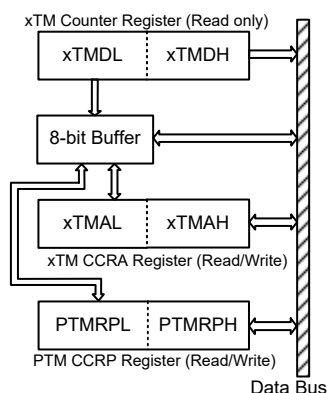 xTM Counter Register (Read only)
xTMDL xTMDH
8-bit Buffer
xTMAL xTMAH
xTM CCRA Register (Read/Write)
PTMRPL PTMRPH
PTM CCRP Register (Read/Write)
Data Bus